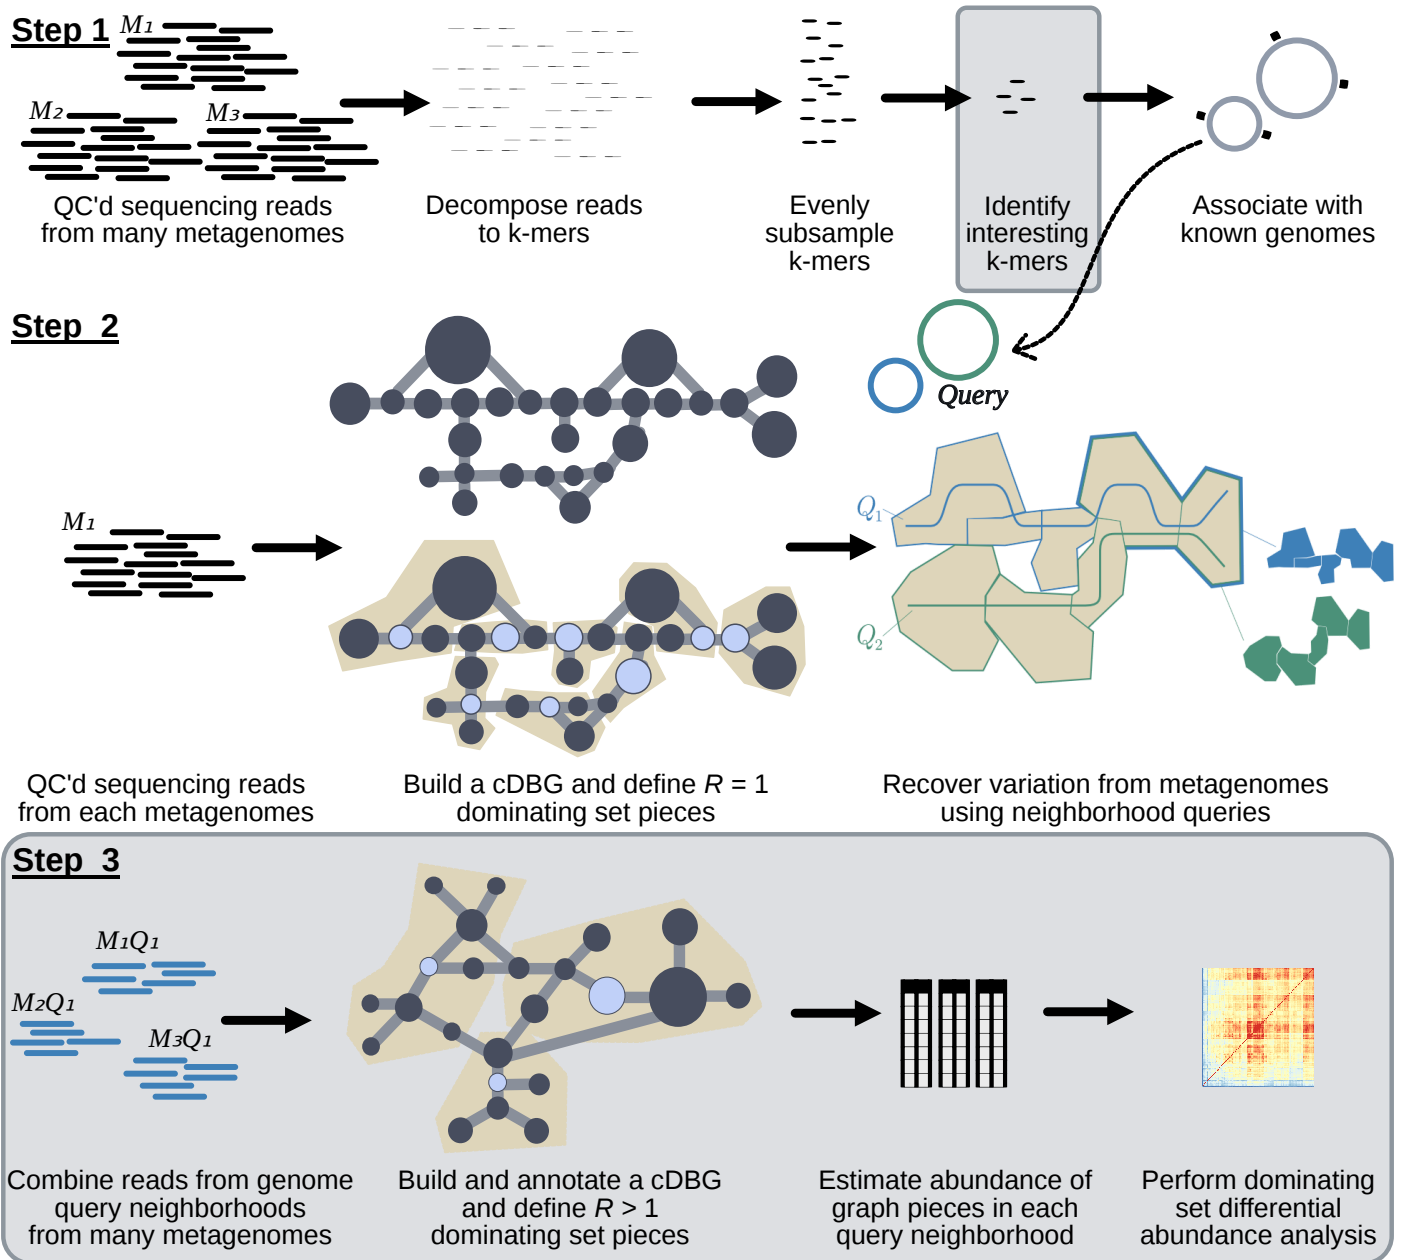 Step 1
M₁
M₂
M₃
QC'd sequencing reads
from many metagenomes
Decompose reads
to k-mers
Evenly
subsample
k-mers
Identify
interesting
k-mers
Associate with
known genomes
Step 2
Query
M₁
Q₁
Q₂
QC'd sequencing reads
from each metagenomes
Build a cDBG and define R = 1
dominating set pieces
Recover variation from metagenomes
using neighborhood queries
Step 3
M₁Q₁
M₂Q₁
M₃Q₁
Combine reads from genome
query neighborhoods
from many metagenomes
Build and annotate a cDBG
and define R > 1
dominating set pieces
Estimate abundance of
graph pieces in each
query neighborhood
Perform dominating
set differential
abundance analysis